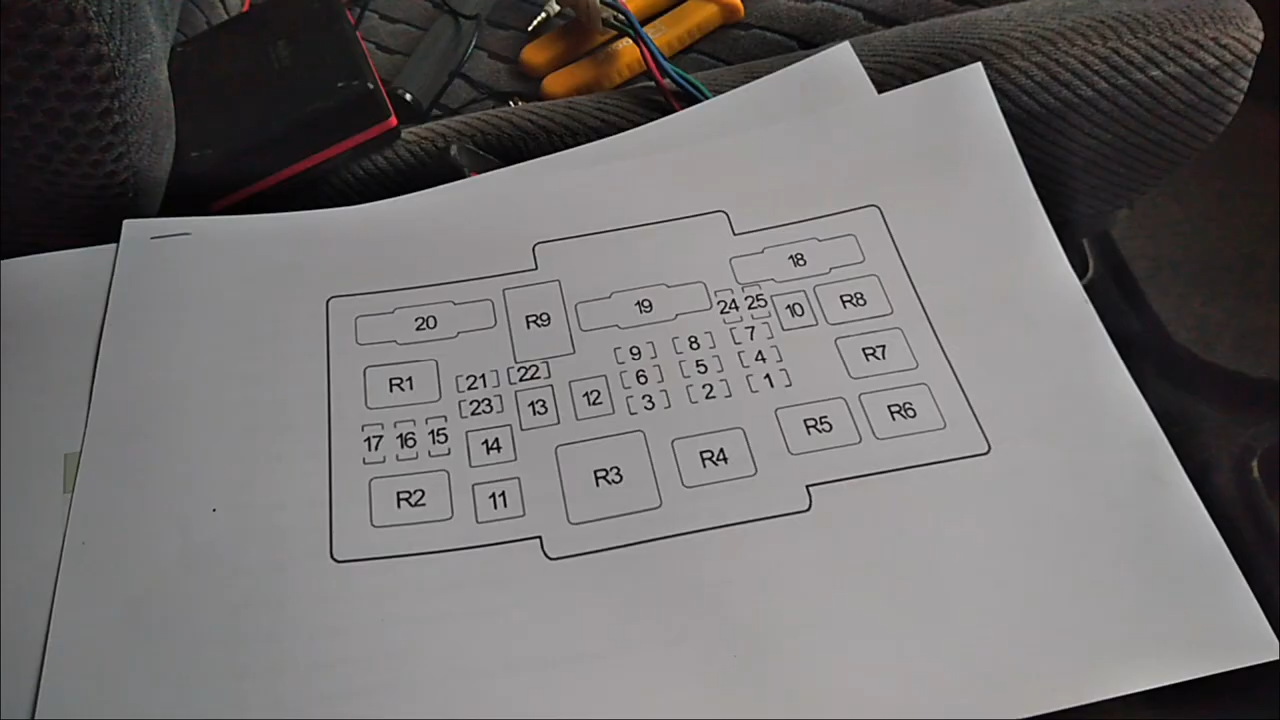 18
20 R9 19 24 25 10 R8
[9] [8] [7] R7
R1 [21] [22] [6] [5] [4]
[23] 13 12 [3] [2] [1]
17 16 15 14 R5 R6
R2 11 R3 R4